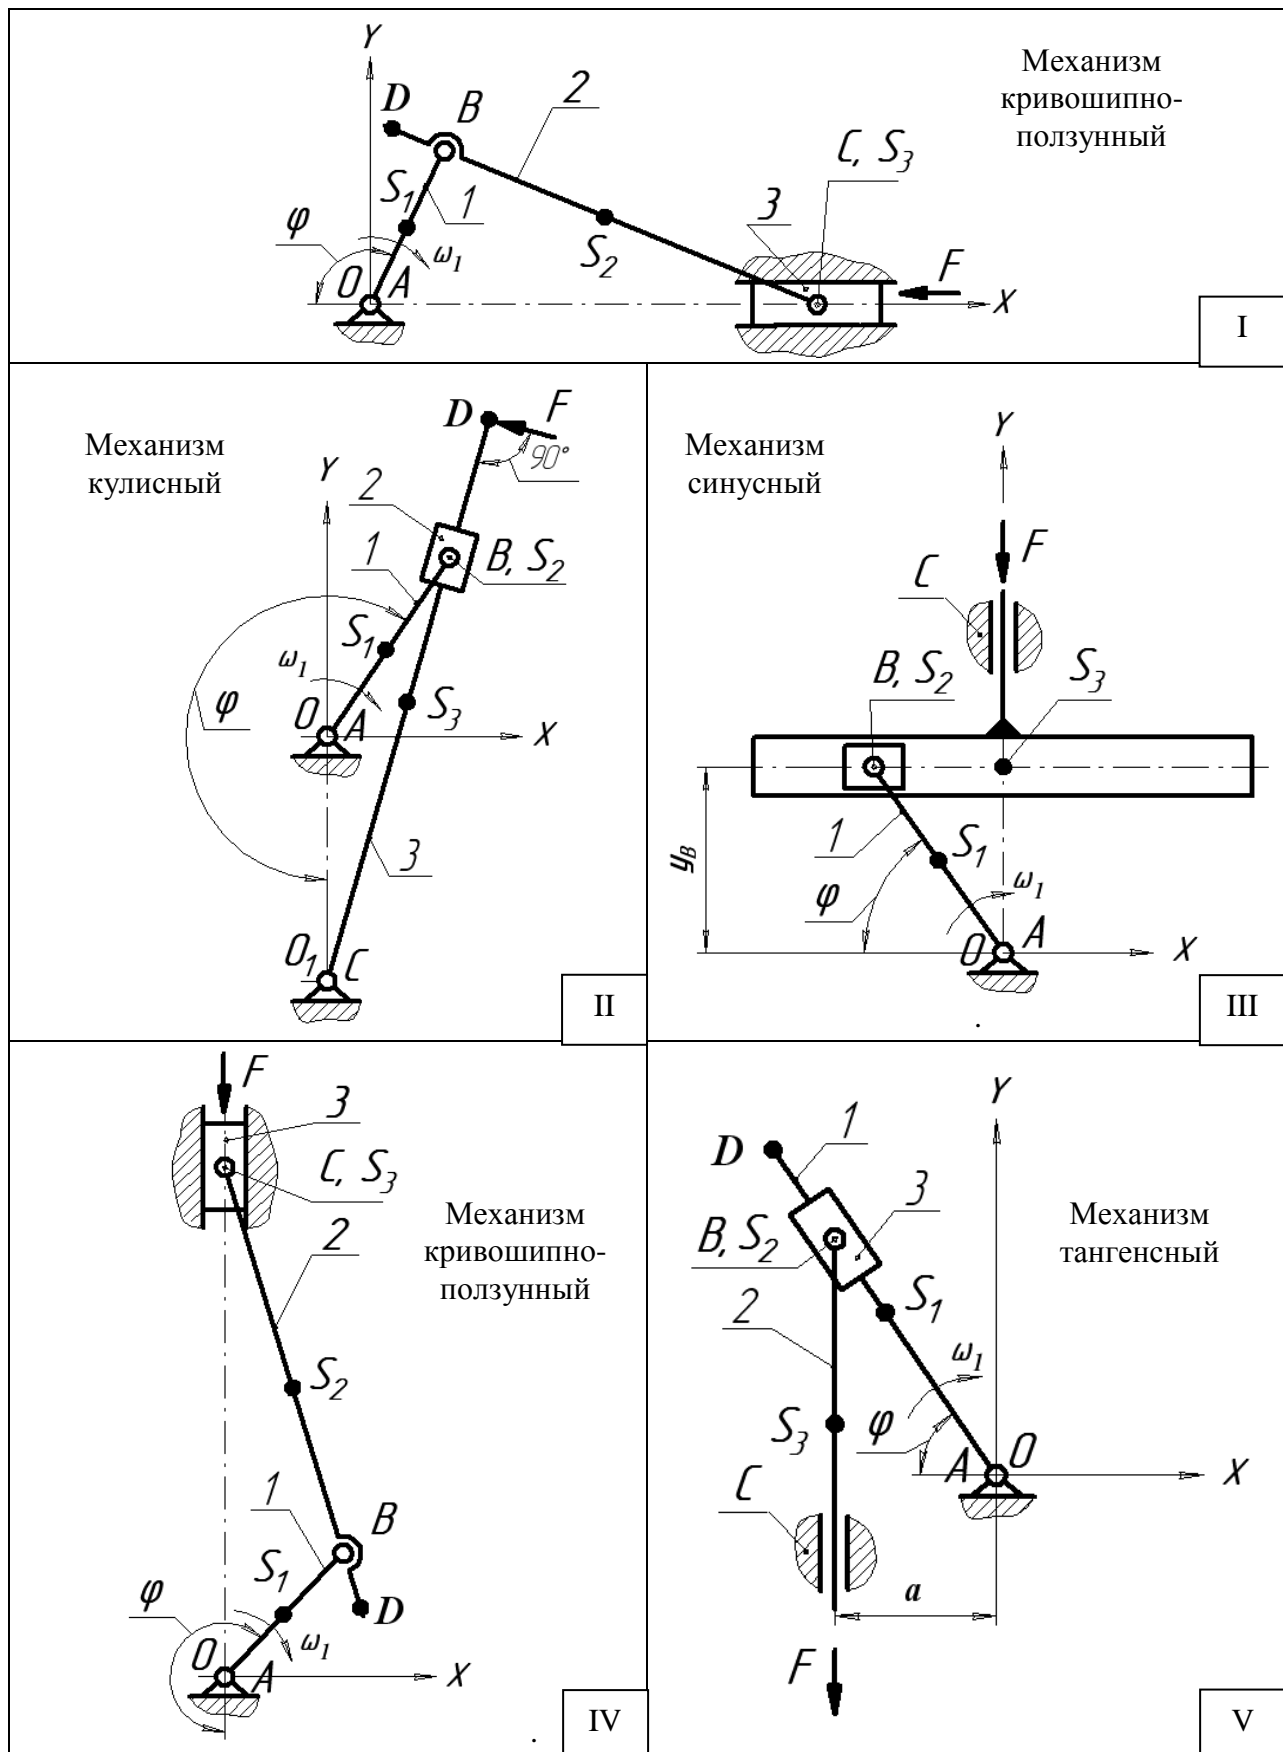 Y
Механизм
кривошипно-
ползунный
D
B
2
C, S3
S1
1
3
φ
ω1
S2
F
O
A
X
I
Механизм
кулисный
D
F
90°
Y
2
1
B, S2
S1
ω1
φ
O
A
S3
X
3
O1
C
II
Механизм
синусный
Y
F
C
B, S2
S3
1
S1
yB
φ
ω1
O
A
X
.
III
F
3
C, S3
Механизм
кривошипно-
ползунный
2
S2
1
B
S1
φ
D
O
ω1
A
X
.
IV
Y
1
D
3
Механизм
тангенсный
B, S2
S1
2
ω1
S3
φ
A
O
X
C
a
F
V